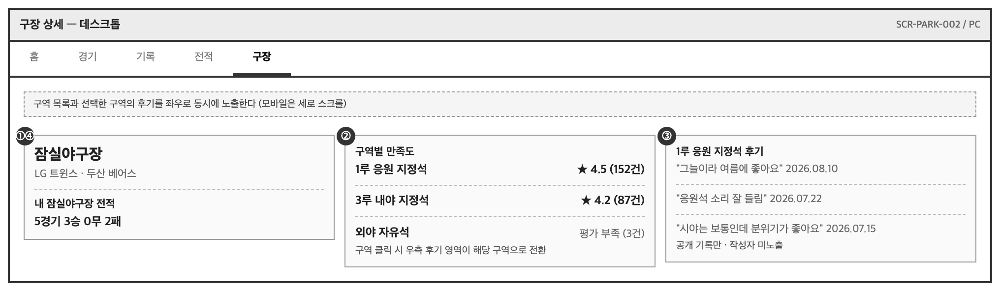 구장 상세 — 데스크톱
SCR-PARK-002 / PC
홈 경기 기록 전적 구장
구역 목록과 선택한 구역의 후기를 좌우로 동시에 노출한다 (모바일은 세로 스크롤)
①④
잠실야구장
LG 트윈스 · 두산 베어스
내 잠실야구장 전적
5경기 3승 0무 2패
②
구역별 만족도
1루 응원 지정석 ★ 4.5 (152건)
3루 내야 지정석 ★ 4.2 (87건)
외야 자유석 평가 부족 (3건)
구역 클릭 시 우측 후기 영역이 해당 구역으로 전환
③
1루 응원 지정석 후기
"그늘이라 여름에 좋아요" 2026.08.10
"응원석 소리 잘 들림" 2026.07.22
"시야는 보통인데 분위기가 좋아요" 2026.07.15
공개 기록만 · 작성자 미노출